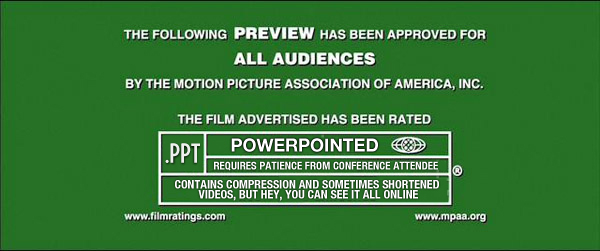 THE FOLLOWING PREVIEW HAS BEEN APPROVED FOR
ALL AUDIENCES
BY THE MOTION PICTURE ASSOCIATION OF AMERICA, INC.
THE FILM ADVERTISED HAS BEEN RATED
.PPT
POWERPOINTED
REQUIRES PATIENCE FROM CONFERENCE ATTENDEE
®
CONTAINS COMPRESSION AND SOMETIMES SHORTENED
VIDEOS, BUT HEY, YOU CAN SEE IT ALL ONLINE
www.filmratings.com www.mpaa.org